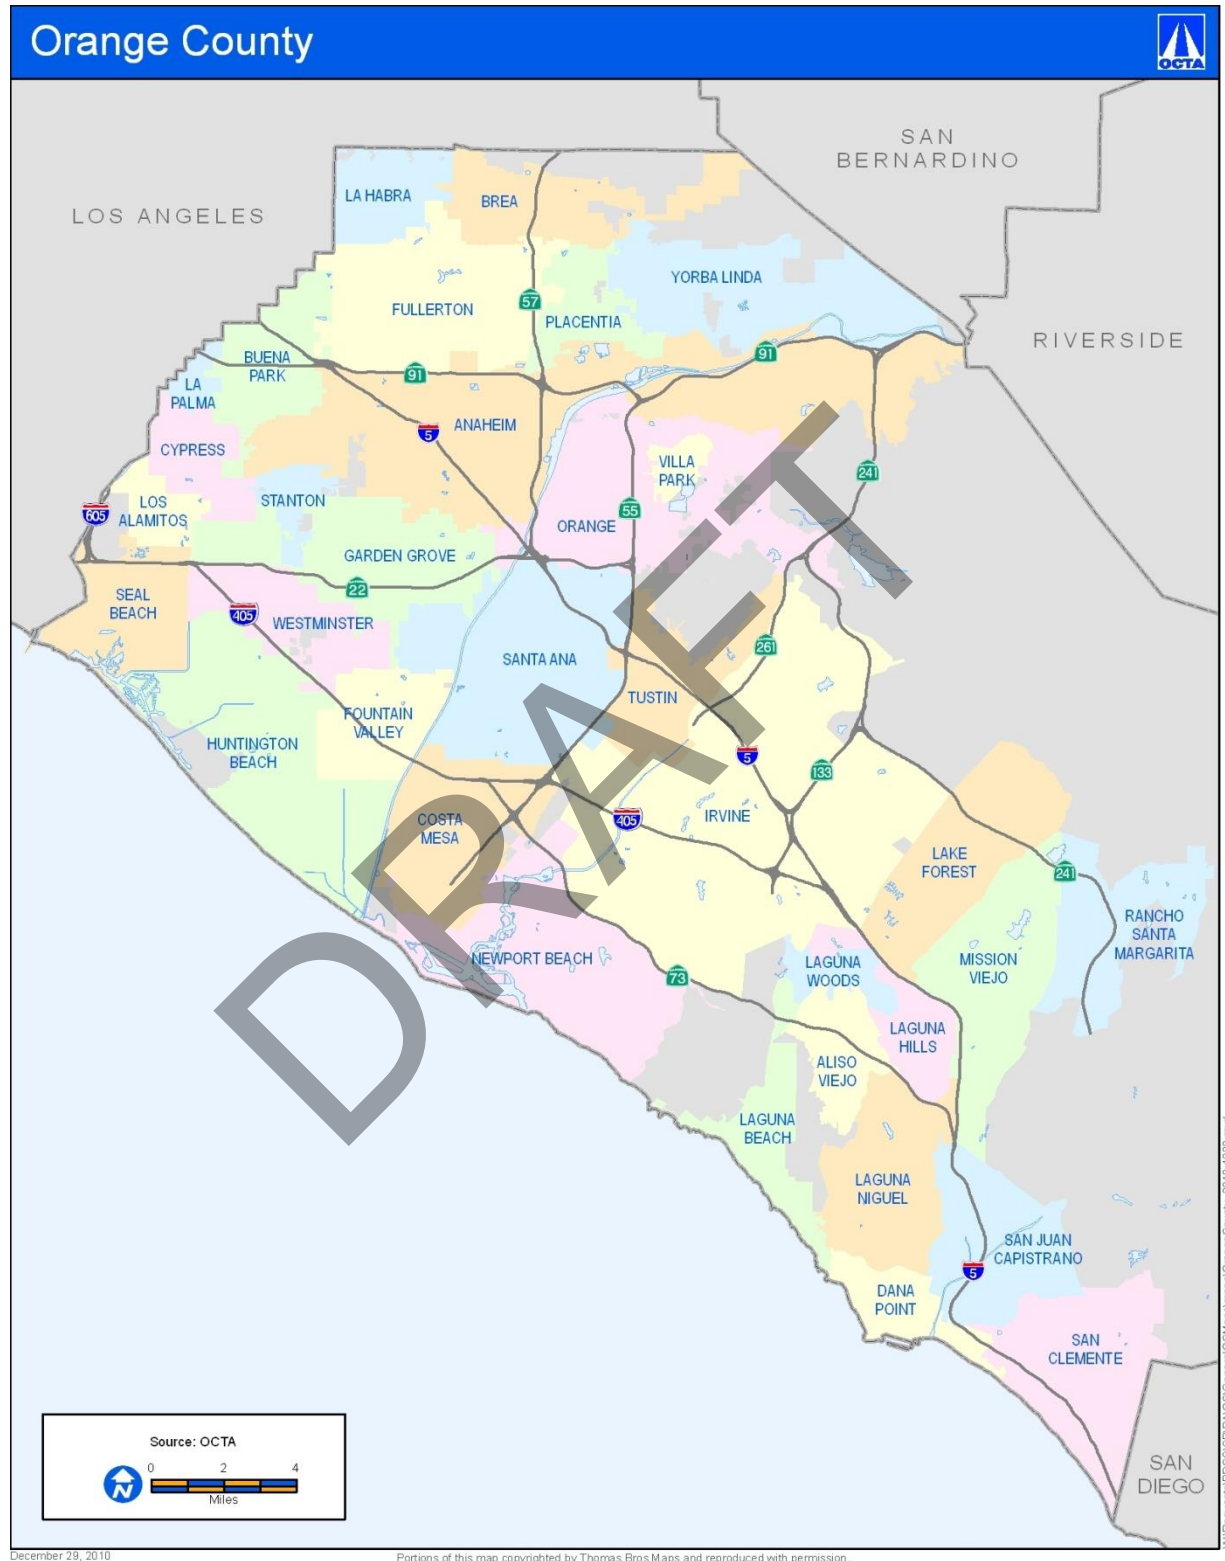 Orange County
OCTA
SAN
BERNARDINO
LOS ANGELES
LA HABRA
BREA
YORBA LINDA
57
FULLERTON
PLACENTIA
RIVERSIDE
BUENA
PARK
91
91
LA
PALMA
5
ANAHEIM
CYPRESS
VILLA
PARK
241
STANTON
LOS
ALAMITOS
605
55
ORANGE
GARDEN GROVE
22
SEAL
BEACH
405
WESTMINSTER
261
SANTA ANA
TUSTIN
FOUNTAIN
VALLEY
HUNTINGTON
BEACH
5
133
COSTA
MESA
405
IRVINE
LAKE
FOREST
241
RANCHO
SANTA
MARGARITA
NEWPORT BEACH
73
LAGUNA
WOODS
MISSION
VIEJO
LAGUNA
HILLS
ALISO
VIEJO
LAGUNA
BEACH
LAGUNA
NIGUEL
SAN JUAN
CAPISTRANO
5
DANA
POINT
SAN
CLEMENTE
SAN
DIEGO
DRAFT
Source: OCTA
N
0 2 4
Miles
December 29, 2010
Portions of this map copyrighted by Thomas Bros Maps and reproduced with permission.